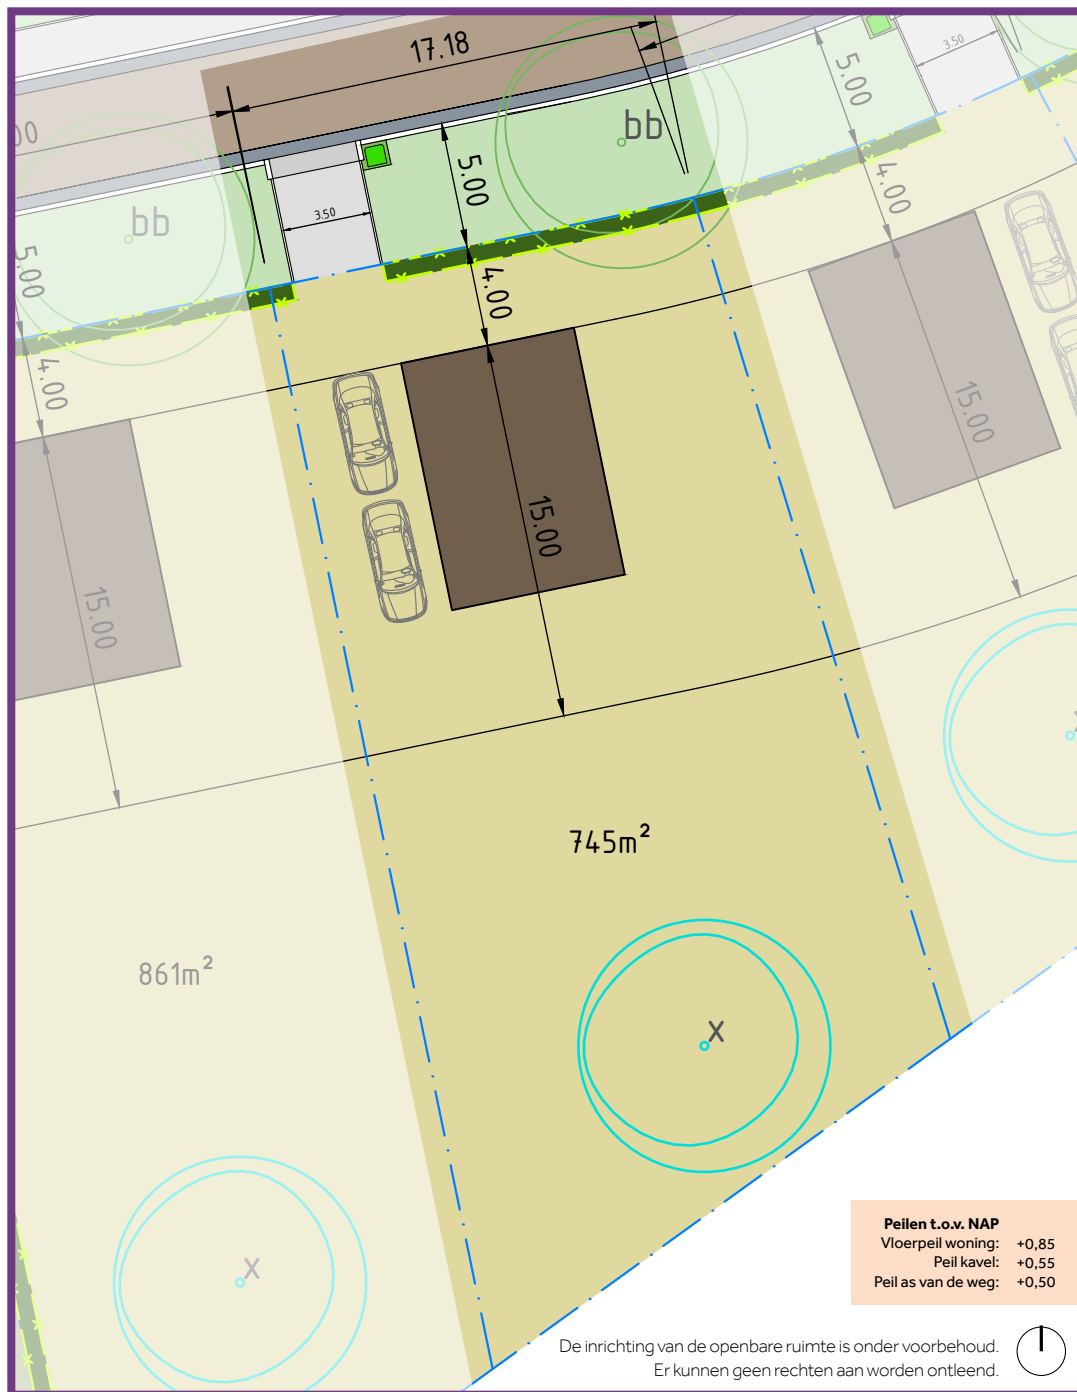 17.18
3.50
00
5.00
bb
5.00
bb
3.50
4.00
5.00
4.00
4.00
15.00
15.00
15.00
745m²
861m²
x
x
Peilen t.o.v. NAP
Vloerpeil woning: +0,85
Peil kavel: +0,55
Peil as van de weg: +0,50
De inrichting van de openbare ruimte is onder voorbehoud.
Er kunnen geen rechten aan worden ontleend.